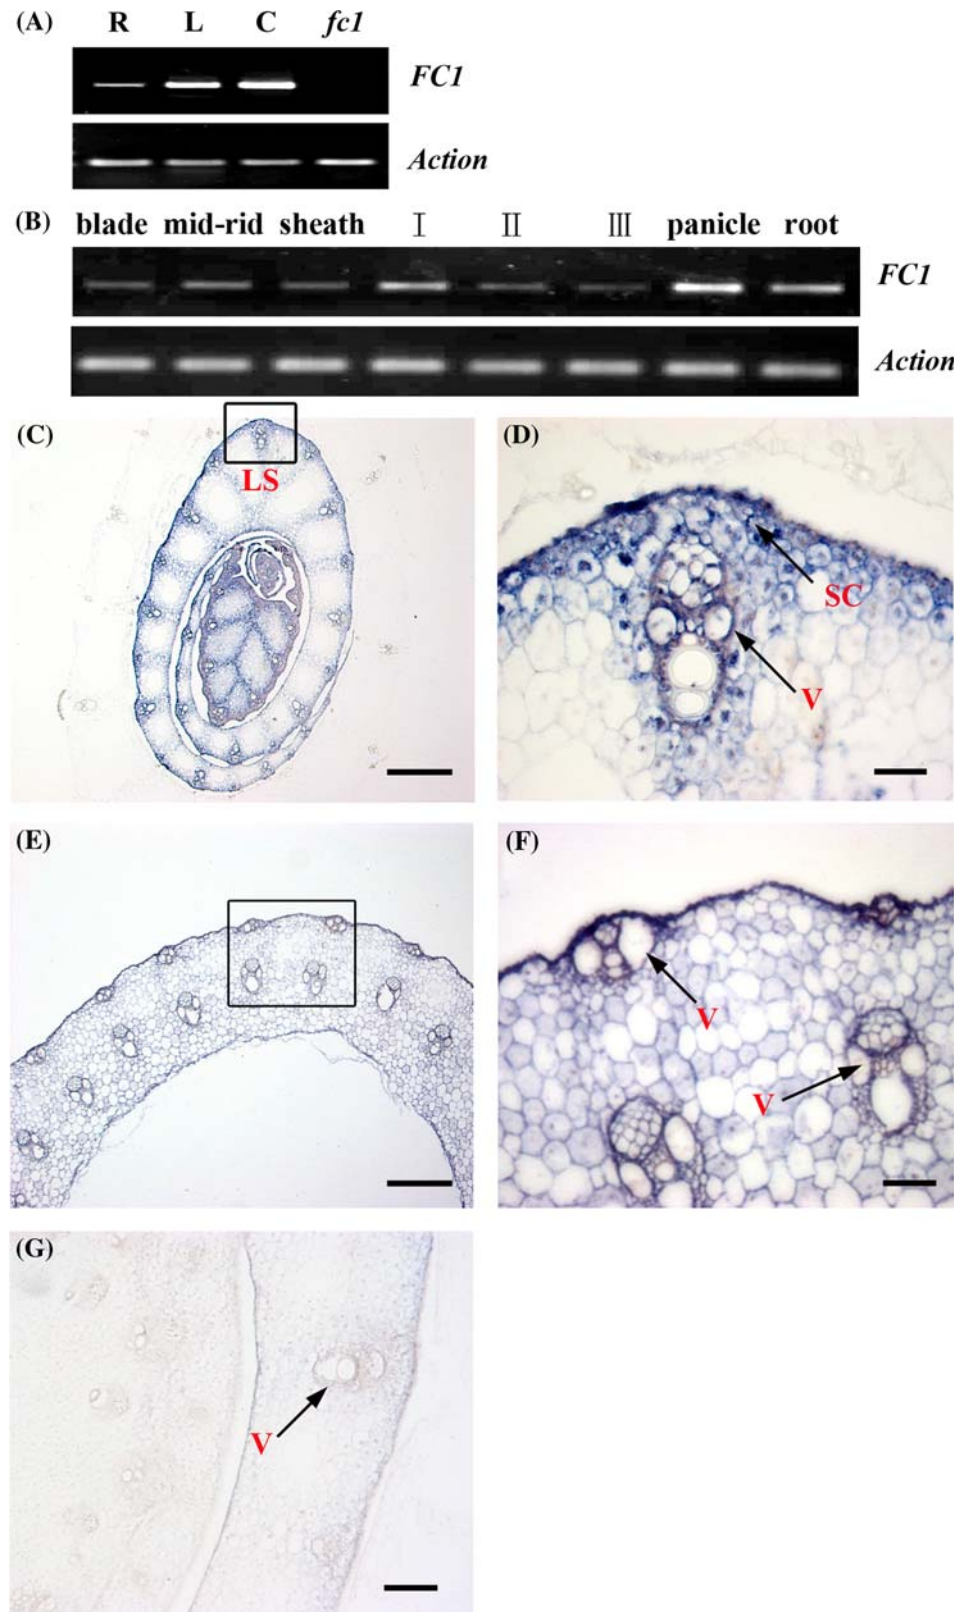 (A) R L C fc1
FC1
Action
(B) blade mid-rid sheath I II III panicle root
FC1
Action
(C)
LS
(D)
SC
V
(E)
(F)
V
V
(G)
V